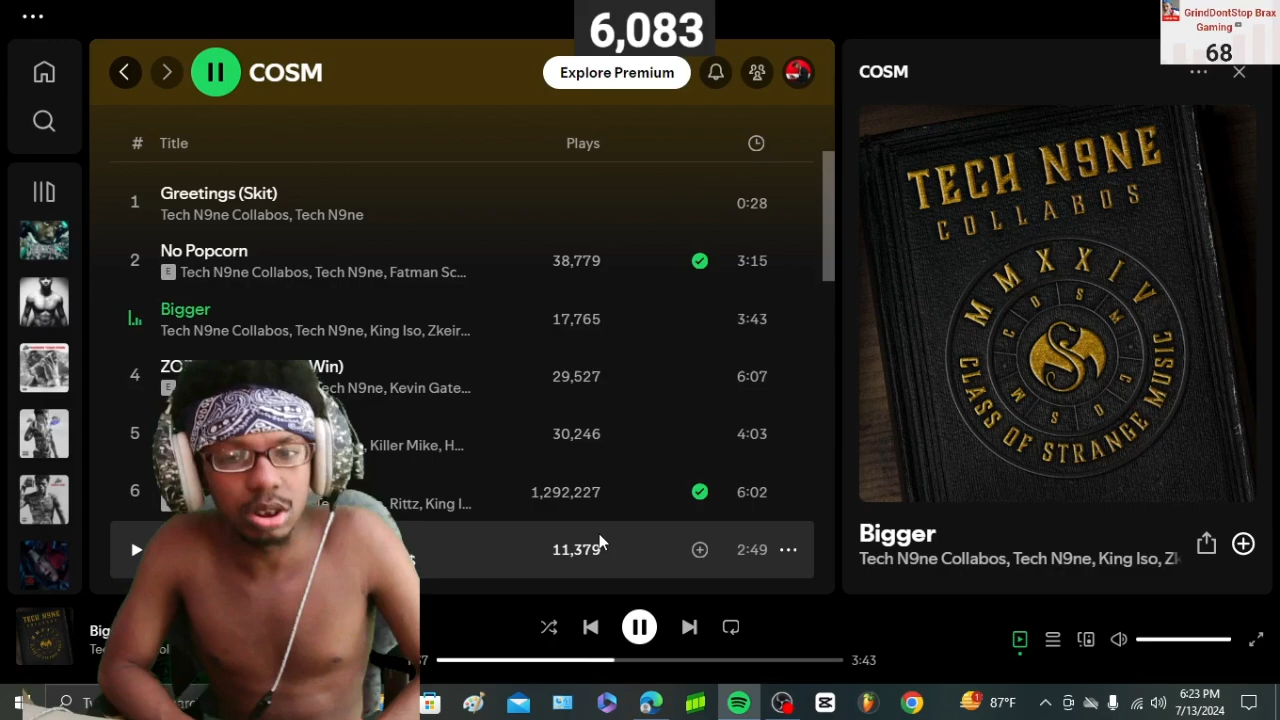 6,083
GrindDontStop Brax
Gaming
68
COSM
Explore Premium
COSM
# Title Plays
1 Greetings (Skit) 0:28
Tech N9ne Collabos, Tech N9ne
2 No Popcorn 38,779 3:15
E Tech N9ne Collabos, Tech N9ne, Fatman Sc...
Bigger 17,765 3:43
Tech N9ne Collabos, Tech N9ne, King Iso, Zkeir...
4 Win) 29,527 6:07
E ch N9ne, Kevin Gate...
5 30,246 4:03
, Killer Mike, H...
6 1,292,227 6:02
, Rittz, King I...
11,379 2:49
TECH N9NE
COLLABOS
MMXXIV
COSM
COSM
CLASS OF STRANGE MUSIC
Bigger
Tech N9ne Collabos, Tech N9ne, King Iso, Zk
3:43
87°F
6:23 PM
7/13/2024